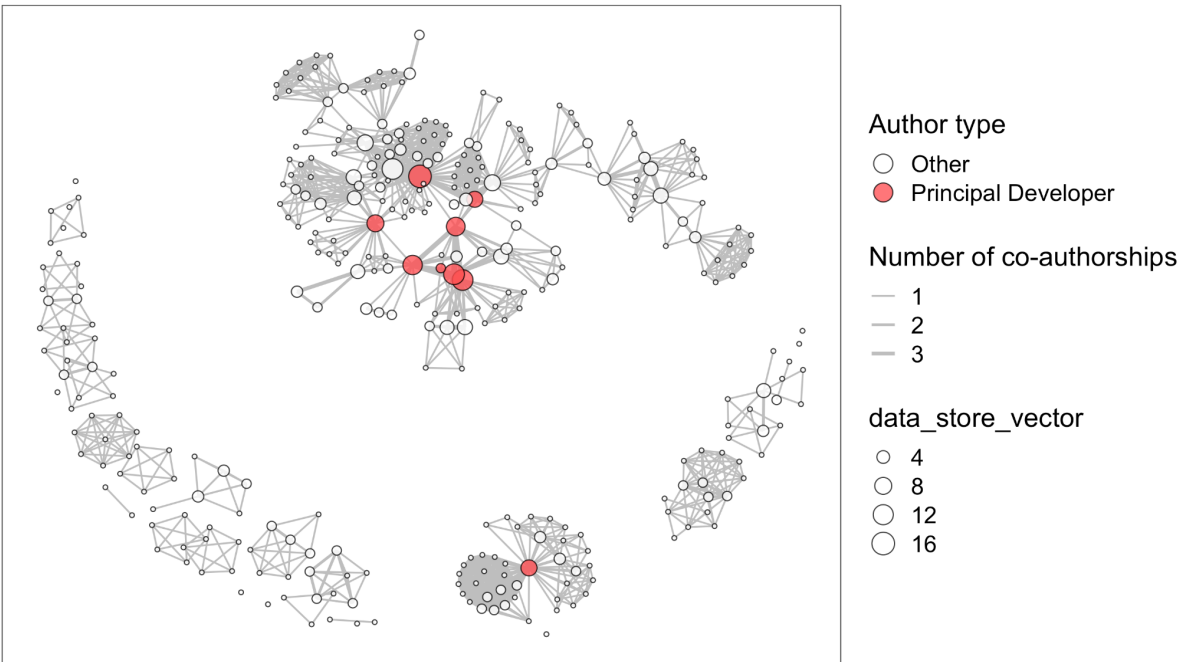 Author type
Other
Principal Developer
Number of co-authorships
1
2
3
data_store_vector
4
8
12
16